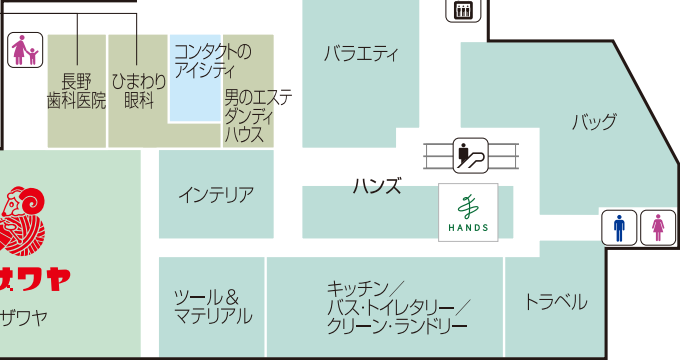 長野
歯科医院
ひまわり
眼科
コンタクトの
アイシティ
男のエステ
ダンディ
ハウス
バラエティ
バッグ
インテリア
ハンズ
HANDS
ザワヤ
ツール&
マテリアル
キッチン／
バス・トイレタリー／
クリーン・ランドリー
トラベル